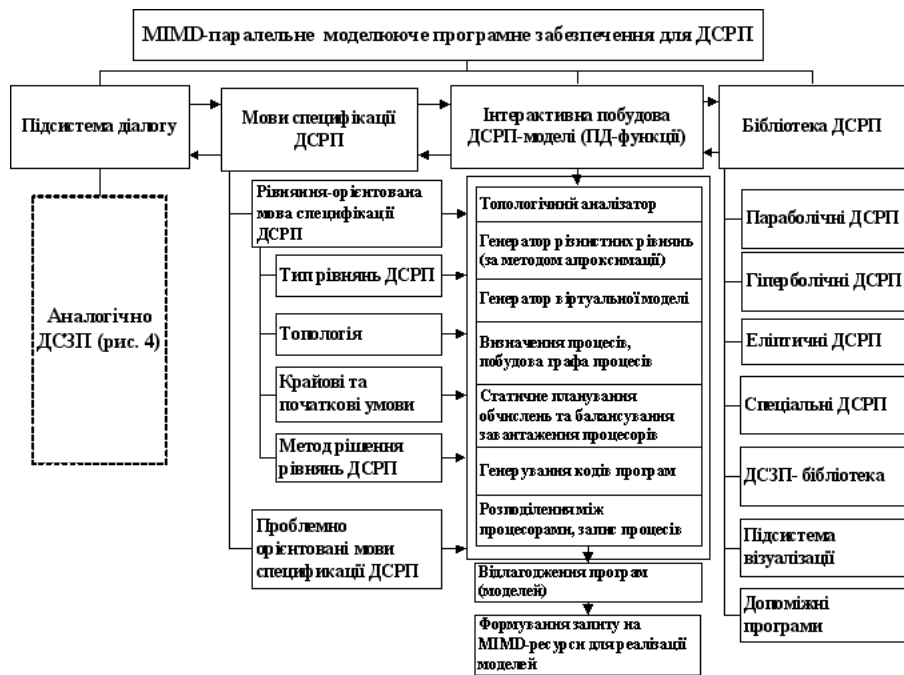 MIMD-паралельне моделююче програмне забезпечення для ДСРП
Підсистема діалогу
Мови специфікації
ДСРП
Інтерактивна побудова
ДСРП-моделі (ПД-функції)
Бібліотека ДСРП
Аналогічно
ДСЗП (рис. 4)
Рівняння-орієнтована
мова специфікації
ДСРП
Тип рівнянь ДСРП
Топологія
Крайові та
початкові умови
Метод рішення
рівнянь ДСРП
Проблемно
орієнтовані мови
спецификації ДСРП
Топологічний аналізатор
Генератор різнистних рівнянь
(за методом апроксимації)
Генератор віртуальної моделі
Визначення процесів,
побудова графа процесів
Статичне планування
обчислень та балансування
завантаження процесорів
Генерування кодів програм
Розподілення між
процесорами, запис процесів
Відлагодження програм
(моделей)
Формування запиту на
MIMD-ресурси для реалізації
моделей
Параболічні ДСРП
Гіперболічні ДСРП
Еліптичні ДСРП
Спеціальні ДСРП
ДСЗП- бібліотека
Підсистема
візуалізації
Допоміжні
програми